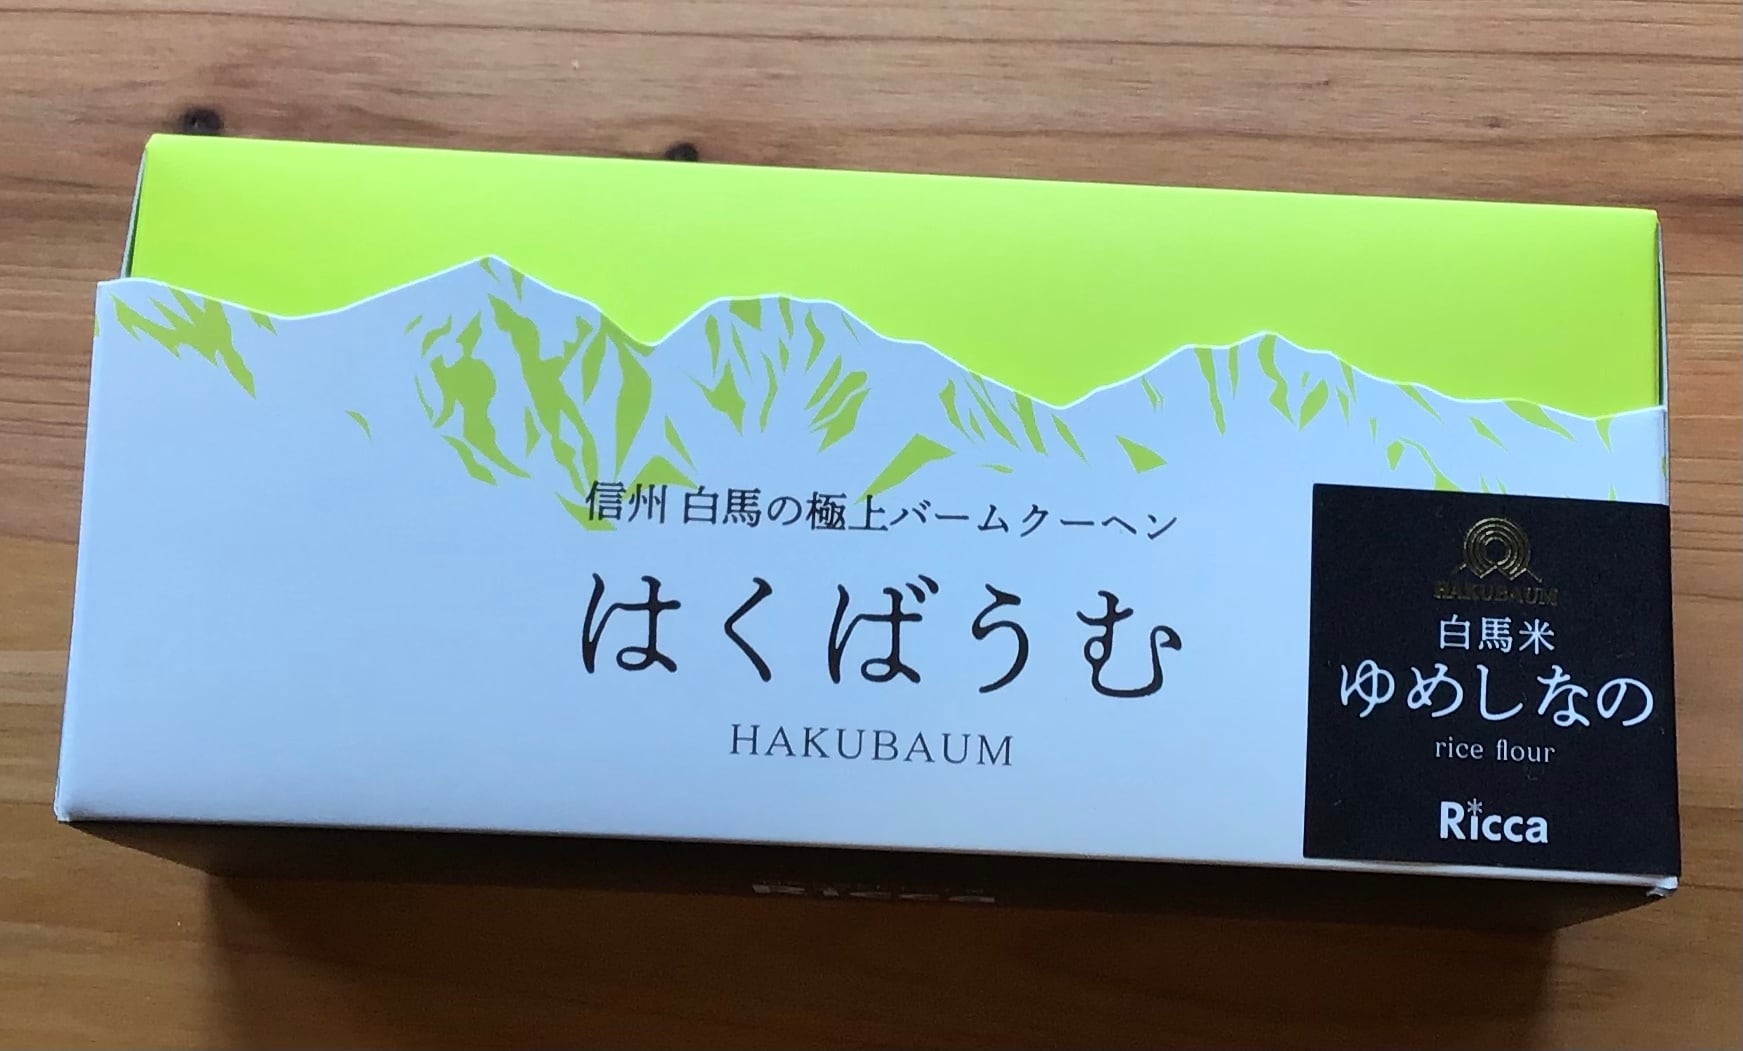 信州 白馬の極上バームクーヘン
はくばうむ
HAKUBAUM
HAKUBAUM
白馬米
ゆめしなの
rice flour
Ricca